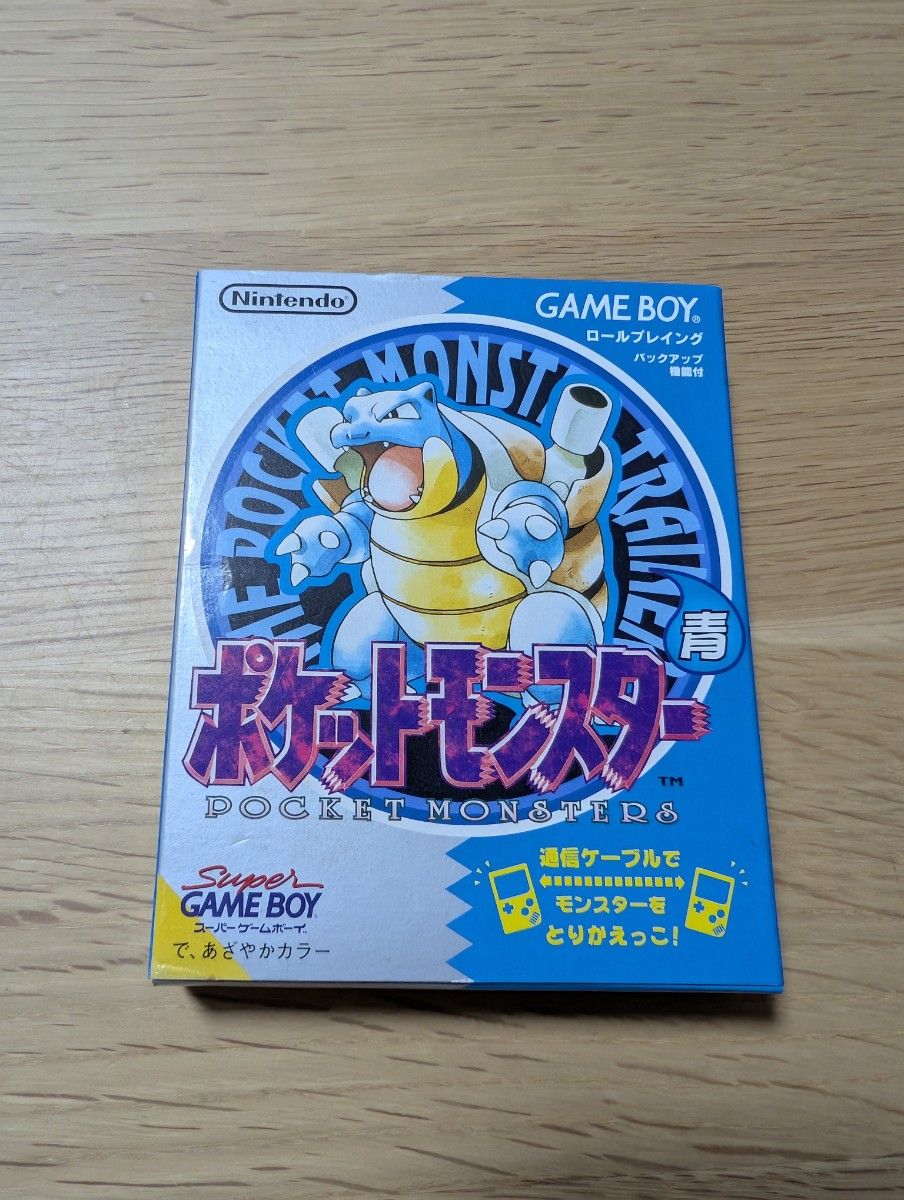 Nintendo®
GAME BOY®
ロールプレイング
バックアップ
機能付
POCKET MONSTER TRAINER
青
ポケットモンスター
TM
POCKET MONSTERS
通信ケーブルで
モンスターを
とりかえっこ!
Super
GAME BOY
スーパーゲームボーイ
で、あざやかカラー